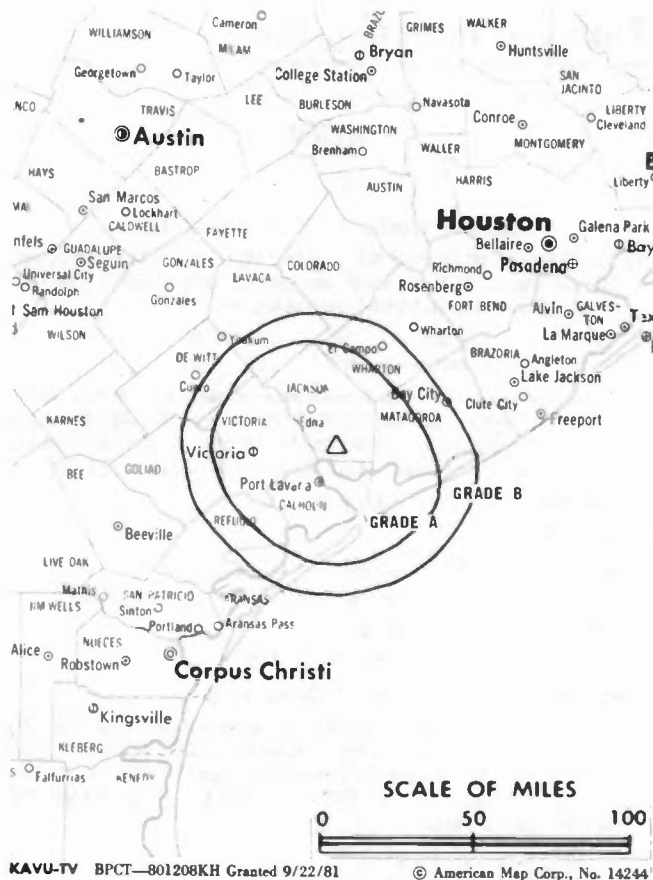 Cameron
WILLIAMSON
MILAM
BRAZ
GRIMES
WALKER
Bryan
Huntsville
Georgetown
Taylor
College Station
SAN
JACINTO
LEE
BURLESON
Navasota
TRAVIS
LIBERTY
Cleveland
Conroe
Austin
WASHINGTON
MONTGOMERY
Brenham
WALLER
HAYS
BASTROP
HARRIS
Liberty
AUSTIN
San Marcos
Lockhart
CALDWELL
Houston
Galena Park
FAYETTE
Bellaire
Bay
nfels
GUADALUPE
Seguin
GONZALES
COLORADO
Pasadena
LAVACA
Richmond
Universal City
Randolph
Gonzales
Rosenberg
FORT BEND
t Sam Houston
Alvin
GALVES-
TON
WILSON
Yoakum
Wharton
La Marque
Tex
El Campo
BRAZORIA
DE WITT
WHARTON
Angleton
Cuero
JACKSON
Lake Jackson
Bay City
Clute City
KARNES
VICTORIA
Edna
MATAGORDA
Freeport
Victoria
BEE
GOLIAD
Port Lavaca
GRADE B
CALHOUN
REFUGIO
GRADE A
Beeville
LIVE OAK
Mathis
SAN PATRICIO
ARANSAS
JIM WELLS
Sinton
Portland
Aransas Pass
NUECES
Alice
Robstown
Corpus Christi
Kingsville
KLEBERG
Falfurrias
KENEDY
SCALE OF MILES
0 50 100
KAVU-TV BPCT—801208KH Granted 9/22/81
© American Map Corp., No. 14244